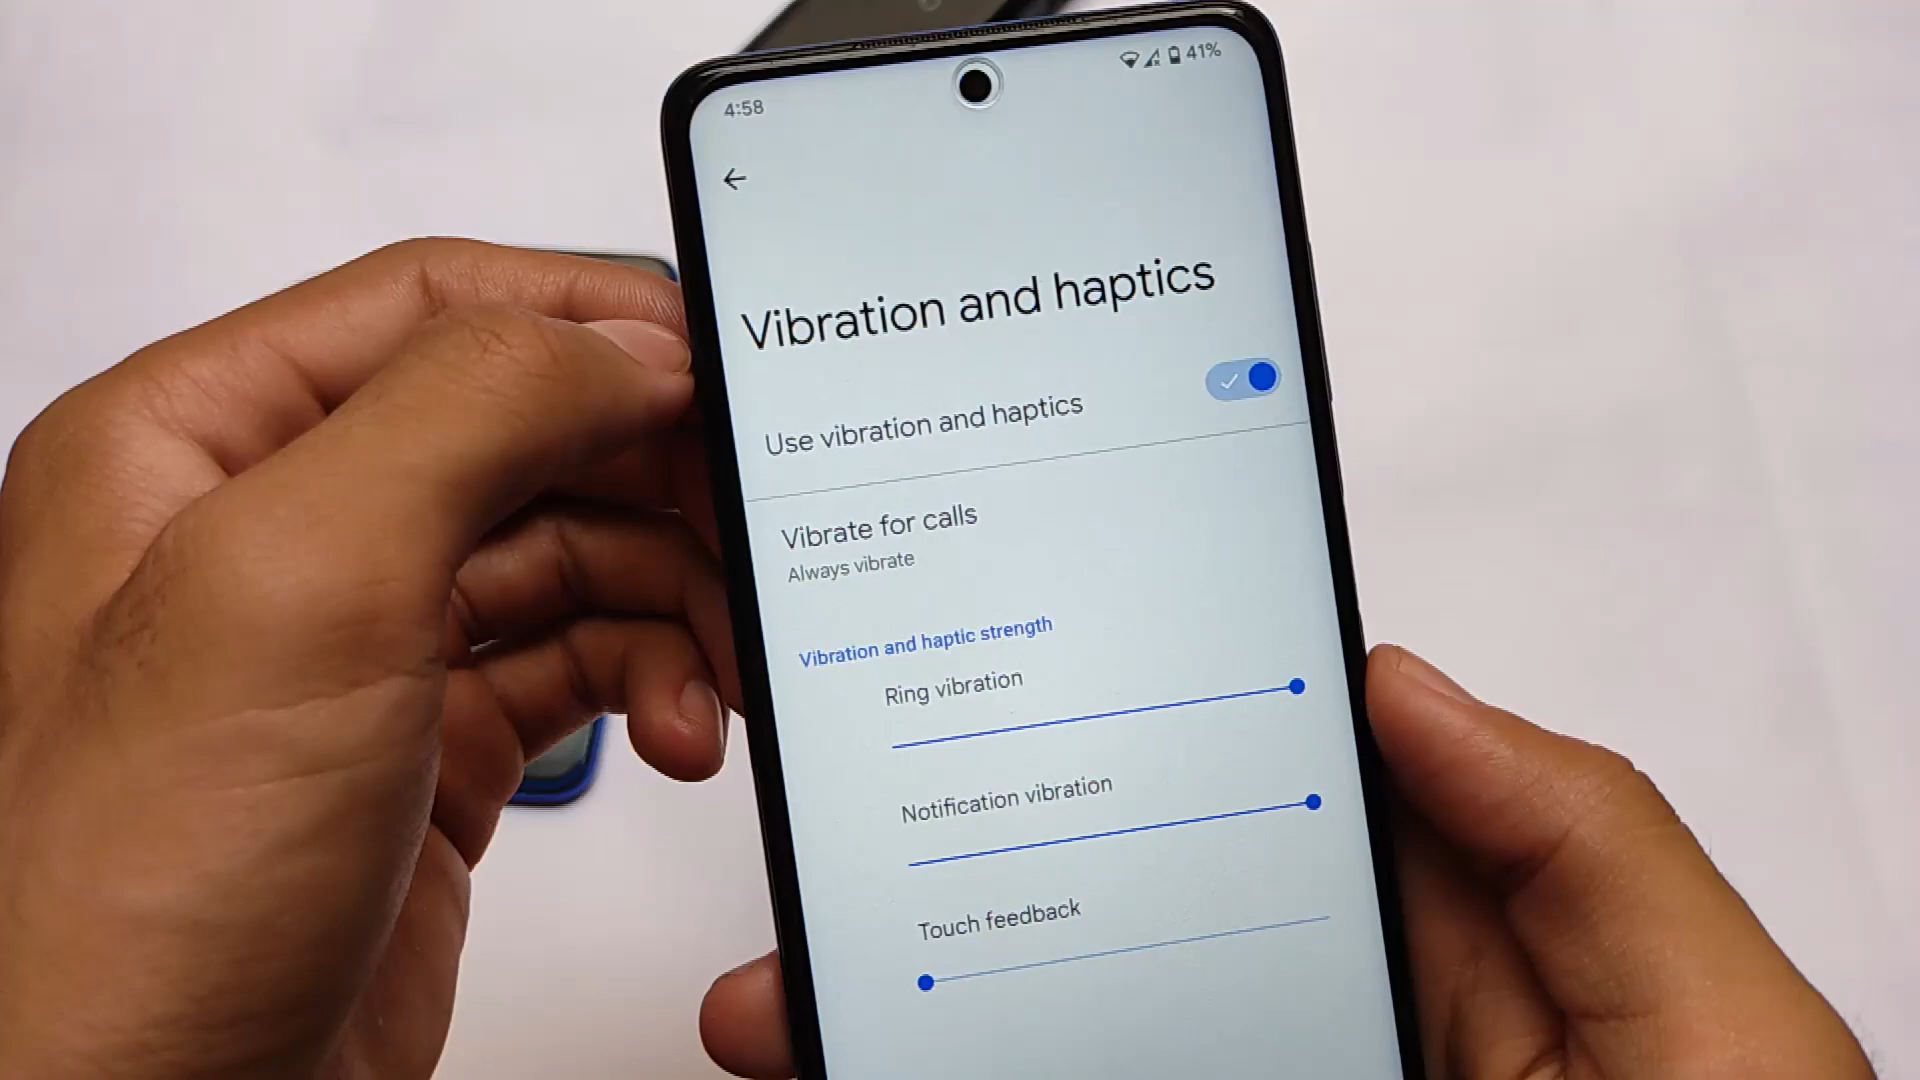 4:58
41%
Vibration and haptics
Use vibration and haptics
Vibrate for calls
Always vibrate
Vibration and haptic strength
Ring vibration
Notification vibration
Touch feedback